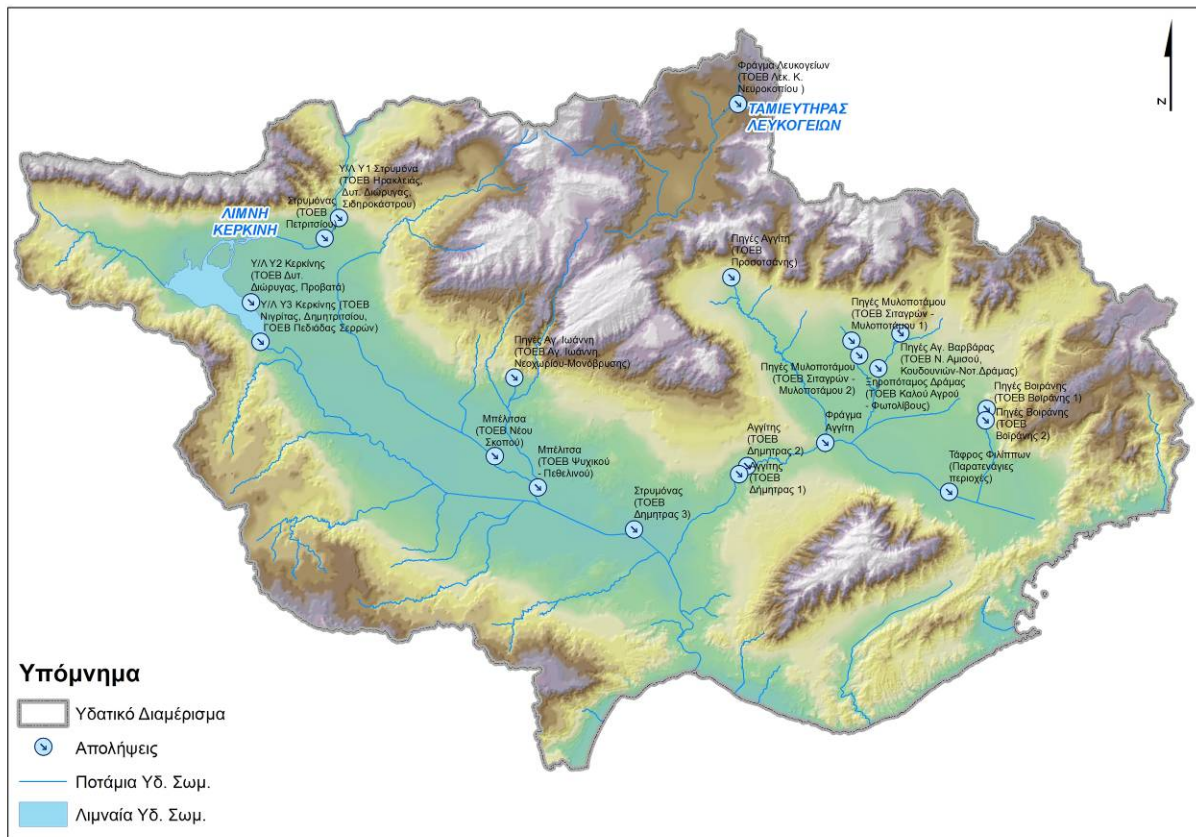 Φράγμα Λευκογείων
(ΤΟΕΒ Λεκ. Κ.
Νευροκοπίου )
ΤΑΜΙΕΥΤΗΡΑΣ
ΛΕΥΚΟΓΕΙΩΝ
N
Υ/Λ Υ1 Στρυμόνα
(ΤΟΕΒ Ηρακλειάς,
Δυτ. Διώρυγας,
Σιδηροκάστρου)
Στρυμόνας
(ΤΟΕΒ
Πετριτσίου)
ΛΙΜΝΗ
ΚΕΡΚΙΝΗ
Υ/Λ Υ2 Κερκίνης
(ΤΟΕΒ Δυτ.
Διώρυγας, Προβατά)
Υ/Λ Υ3 Κερκίνης (ΤΟΕΒ
Νιγρίτας, Δημητριτσίου,
ΓΟΕΒ Πεδιάδας Σερρών)
Πηγές Αγγίτη
(ΤΟΕΒ
Προσοτσάνης)
Πηγές Μυλοποτάμου
(ΤΟΕΒ Σιταγρών -
Μυλοποτάμου 1)
Πηγές Αγ. Ιωάννη
(ΤΟΕΒ Αγ. Ιωάννη,
Νεοχωρίου-Μονόβρυσης)
Πηγές Μυλοποτάμου
(ΤΟΕΒ Σιταγρών -
Μυλοποτάμου 2)
Πηγές Αγ. Βαρβάρας
(ΤΟΕΒ Ν. Αμισού,
Κουδουνιών-Νοτ.Δράμας)
Ξηροπόταμος Δράμας
(ΤΟΕΒ Καλού Αγρού
- Φωτολίβους)
Πηγές Βοιράνης
(ΤΟΕΒ Βοϊράνης 1)
Πηγές Βοιράνης
(ΤΟΕΒ
Βοϊράνης 2)
Φράγμα
Αγγίτη
Μπέλιτσα
(ΤΟΕΒ Νέου
Σκοπού)
Μπέλιτσα
(ΤΟΕΒ Ψυχικού
- Πεθελινού)
Αγγίτης
(ΤΟΕΒ
Δημητρας 2)
Αγγίτης
(ΤΟΕΒ
Δήμητρας 1)
Τάφρος Φιλίππων
(Παρατενάγιες
περιοχές)
Στρυμόνας
(ΤΟΕΒ
Δημητρας 3)
Υπόμνημα
Υδατικό Διαμέρισμα
Απολήψεις
Ποτάμια Υδ. Σωμ.
Λιμναία Υδ. Σωμ.